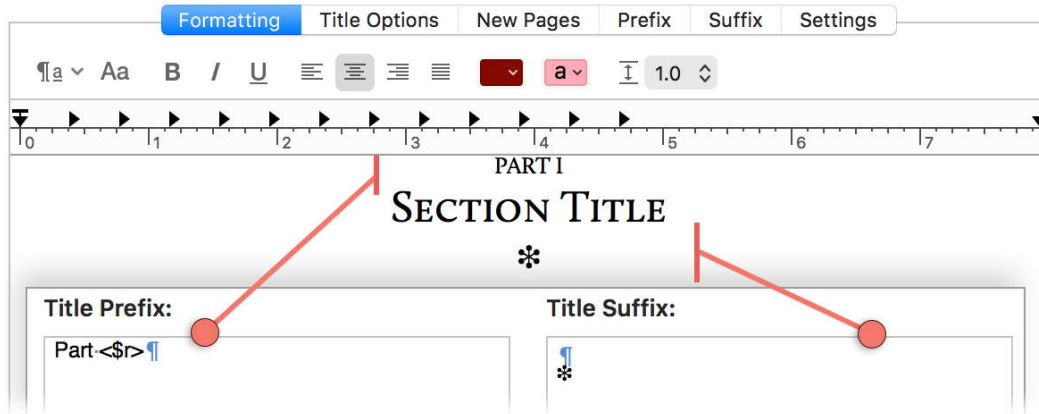 Formatting Title Options New Pages Prefix Suffix Settings
¶a Aa B I U a 1.0
0 1 2 3 4 5 6 7
PART I
SECTION TITLE
✻
Title Prefix: Title Suffix:
Part·<$r>¶ ¶
✻